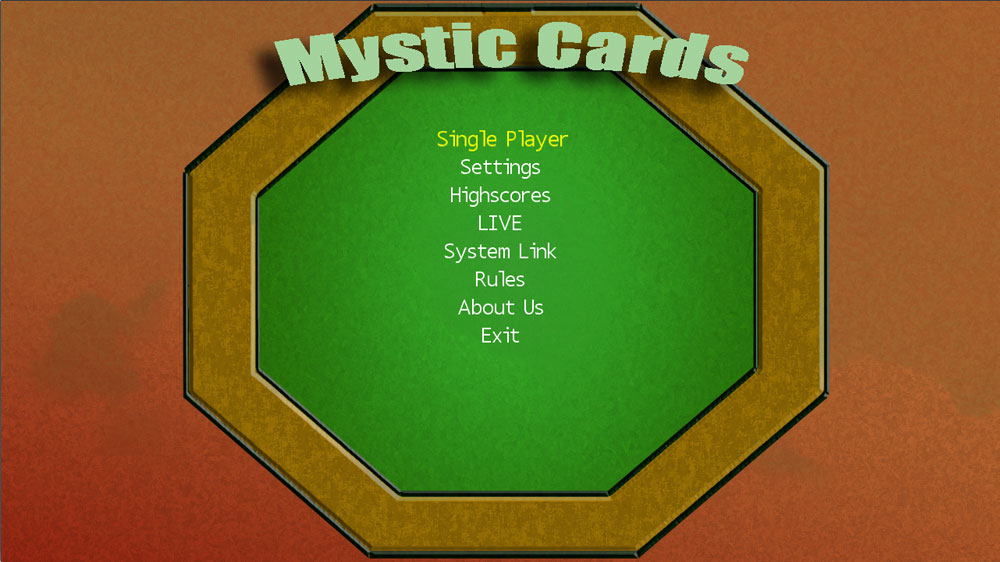 Mystic Cards
Single Player
Settings
Highscores
LIVE
System Link
Rules
About Us
Exit